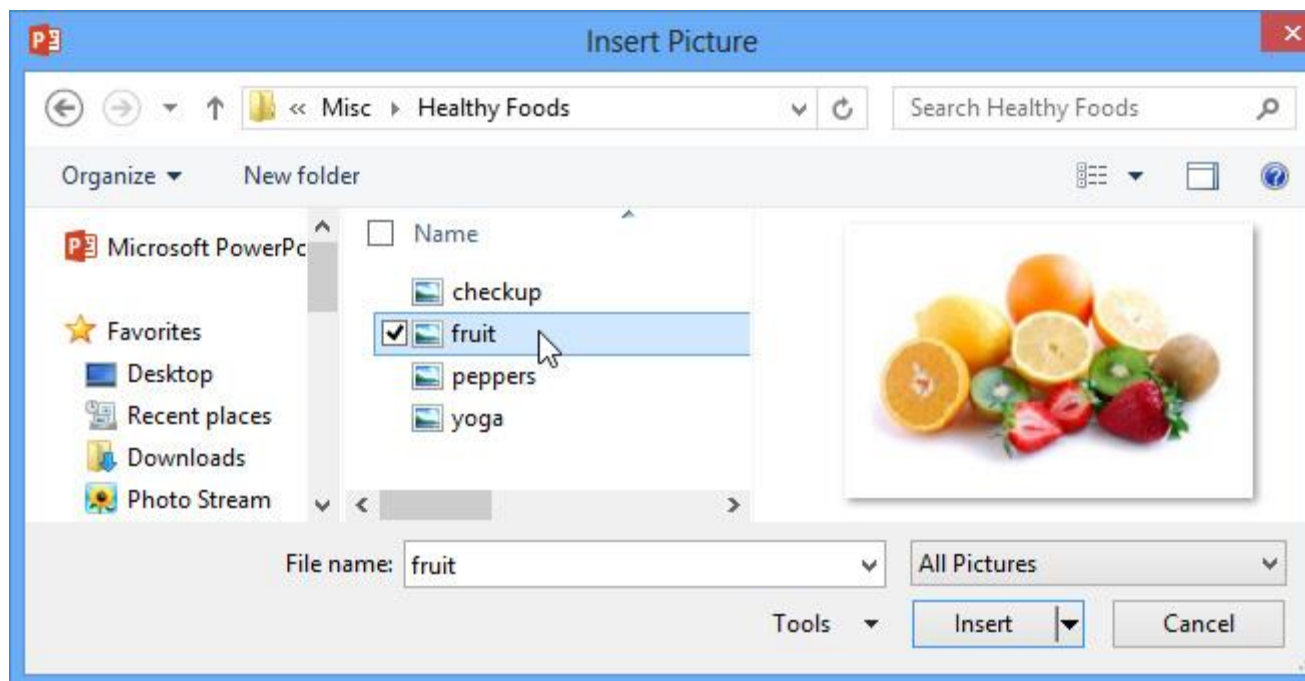 Insert Picture
« Misc Healthy Foods
Search Healthy Foods
Organize New folder
Microsoft PowerPo
Name
checkup
Favorites
fruit
Desktop
peppers
Recent places
yoga
Downloads
Photo Stream
File name: fruit
All Pictures
Tools Insert Cancel